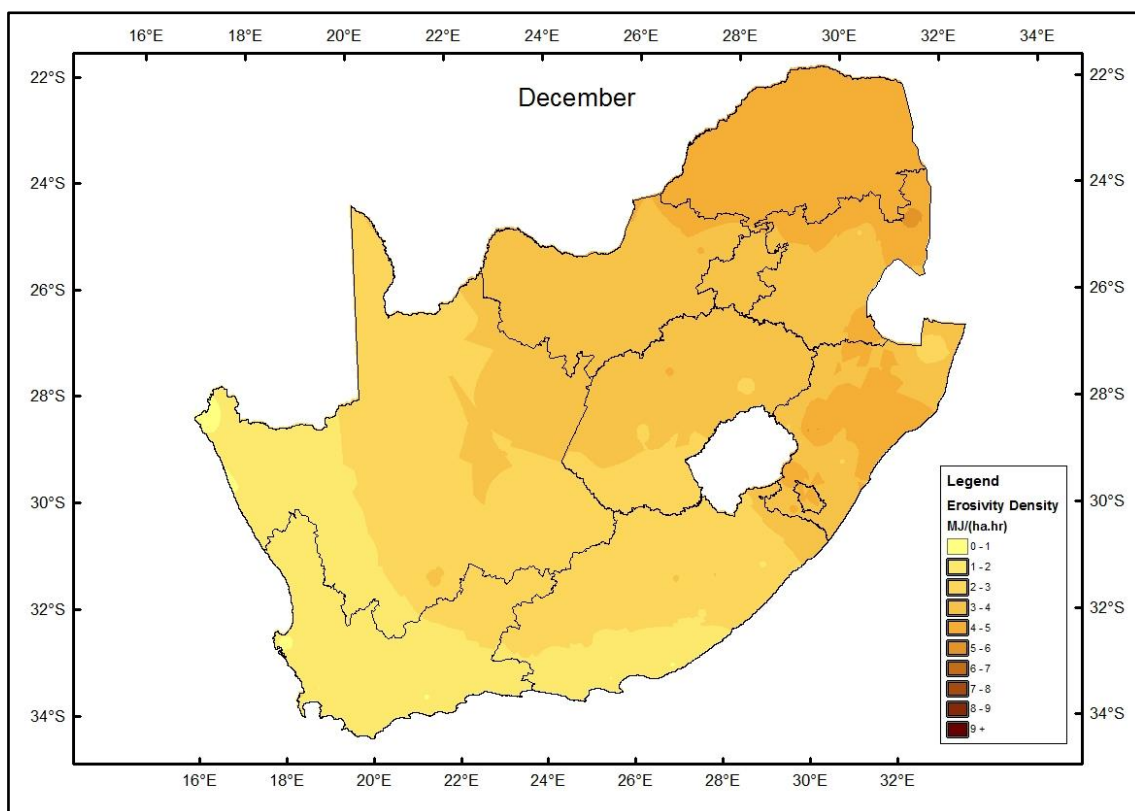 16°E 18°E 20°E 22°E 24°E 26°E 28°E 30°E 32°E 34°E
December
22°S 22°S
24°S 24°S
26°S 26°S
28°S 28°S
30°S 30°S
32°S 32°S
34°S 34°S
Legend
Erosivity Density
MJ/(ha.hr)
0 - 1
1 - 2
2 - 3
3 - 4
4 - 5
5 - 6
6 - 7
7 - 8
8 - 9
9 +
16°E 18°E 20°E 22°E 24°E 26°E 28°E 30°E 32°E